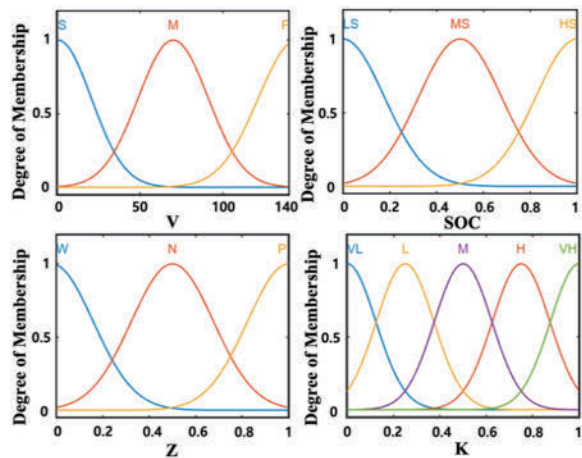 S M F
Degree of Membership
1
0.5
0
0 50 100 140
V
LS MS HS
Degree of Membership
1
0.5
0
0 0.2 0.4 0.6 0.8 1
SOC
W N P
Degree of Membership
1
0.5
0
0 0.2 0.4 0.6 0.8 1
Z
VL L M H VH
Degree of Membership
1
0.5
0
0 0.2 0.4 0.6 0.8 1
K